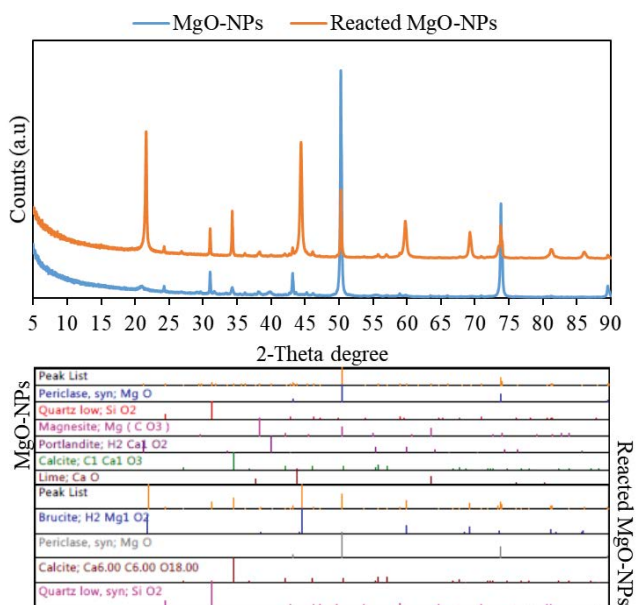 MgO-NPs Reacted MgO-NPs
Counts (a.u)
5 10 15 20 25 30 35 40 45 50 55 60 65 70 75 80 85 90
2-Theta degree
MgO-NPs
Peak List
Periclase, syn; Mg O
Quartz low; Si O2
Magnesite; Mg ( C O3 )
Portlandite; H2 Ca1 O2
Calcite; C1 Ca1 O3
Lime; Ca O
Reacted MgO-NPs
Peak List
Brucite; H2 Mg1 O2
Periclase, syn; Mg O
Calcite; Ca6.00 C6.00 O18.00
Quartz low, syn; Si O2